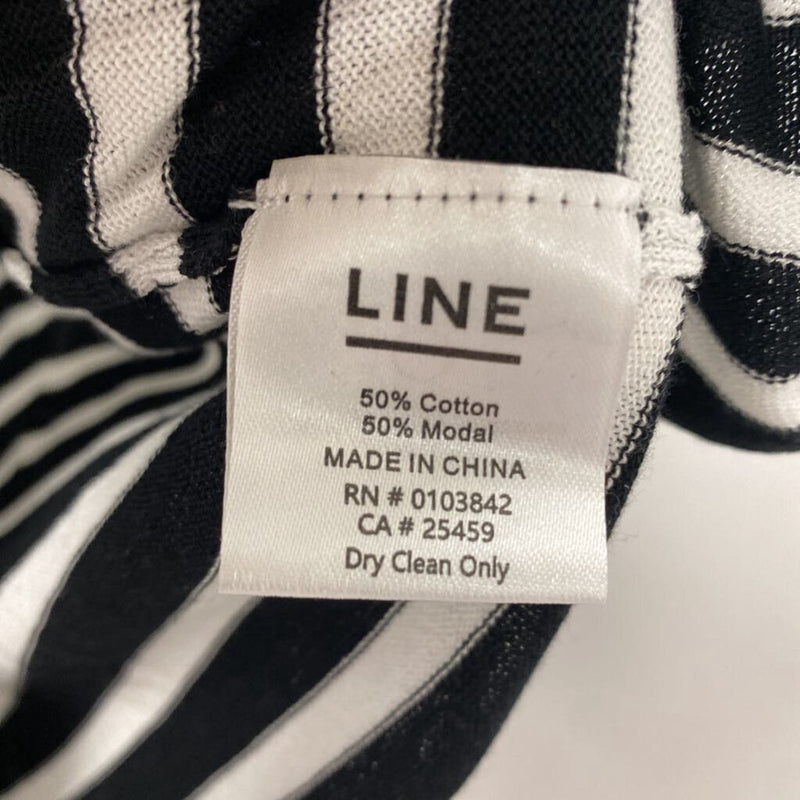 LINE
50% Cotton
50% Modal
MADE IN CHINA
RN # 0103842
CA # 25459
Dry Clean Only